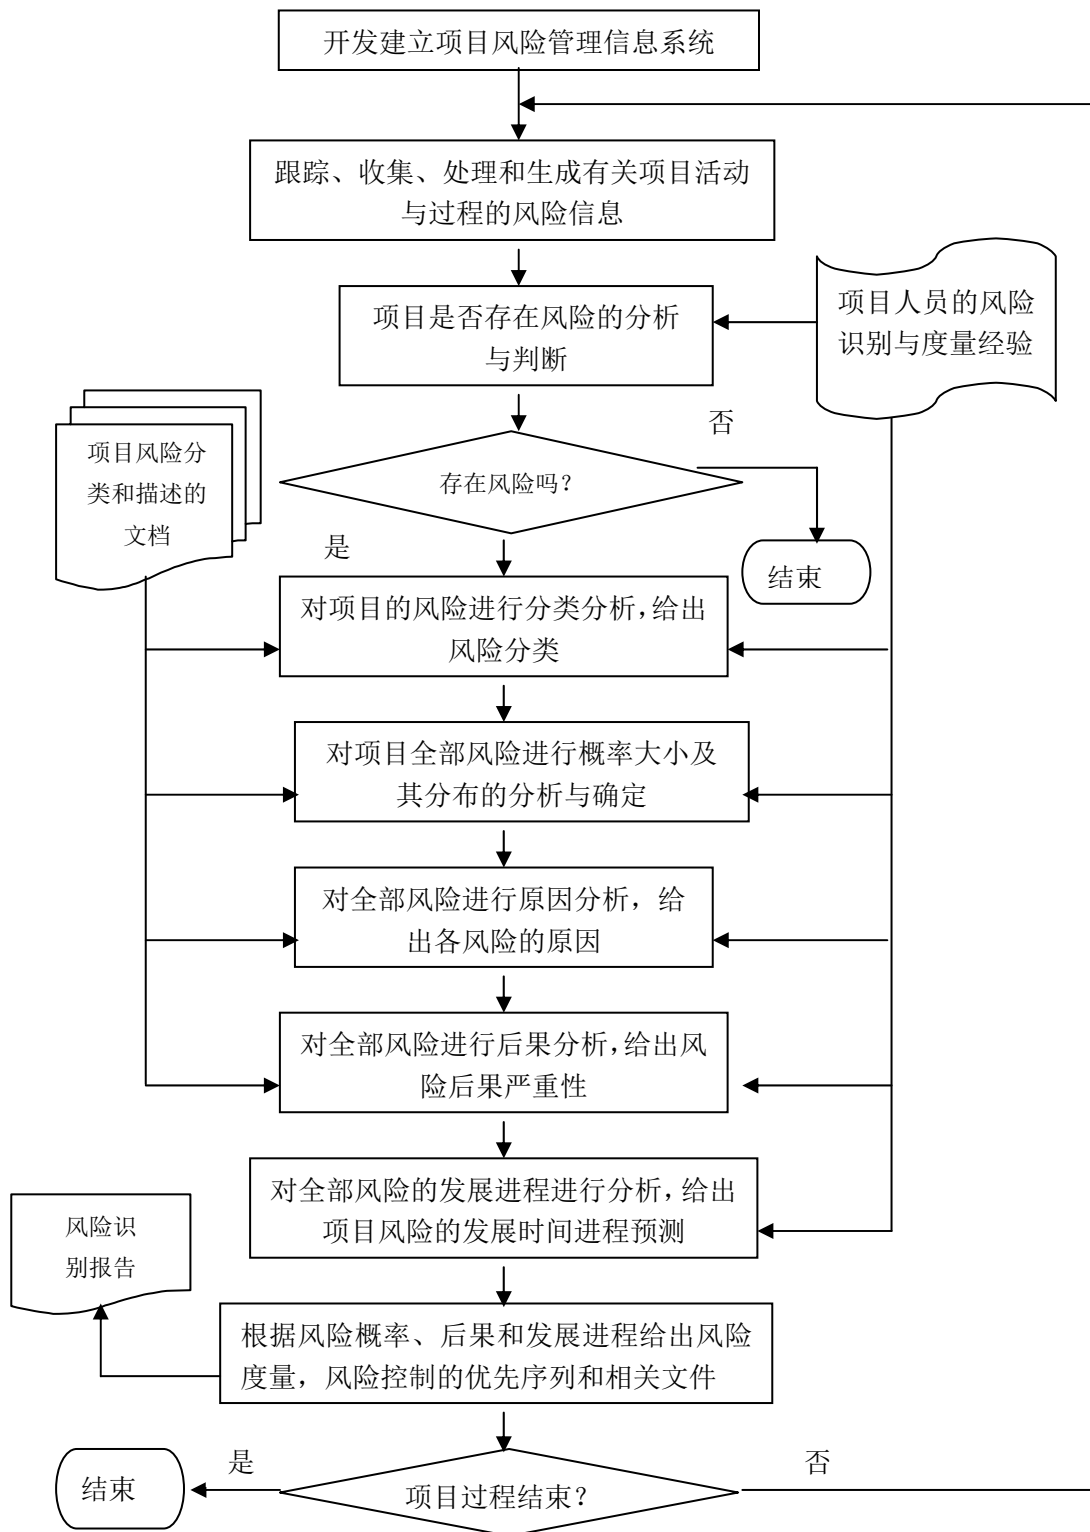 开发建立项目风险管理信息系统
跟踪、收集、处理和生成有关项目活动
与过程的风险信息
项目是否存在风险的分析
与判断
项目人员的风险
识别与度量经验
项目风险分
类和描述的
文档
存在风险吗？
否
是
结束
对项目的风险进行分类分析，给出
风险分类
对项目全部风险进行概率大小及
其分布的分析与确定
对全部风险进行原因分析，给
出各风险的原因
对全部风险进行后果分析，给出风
险后果严重性
对全部风险的发展进程进行分析，给出
项目风险的发展时间进程预测
风险识
别报告
根据风险概率、后果和发展进程给出风险
度量，风险控制的优先序列和相关文件
是
否
结束
项目过程结束？